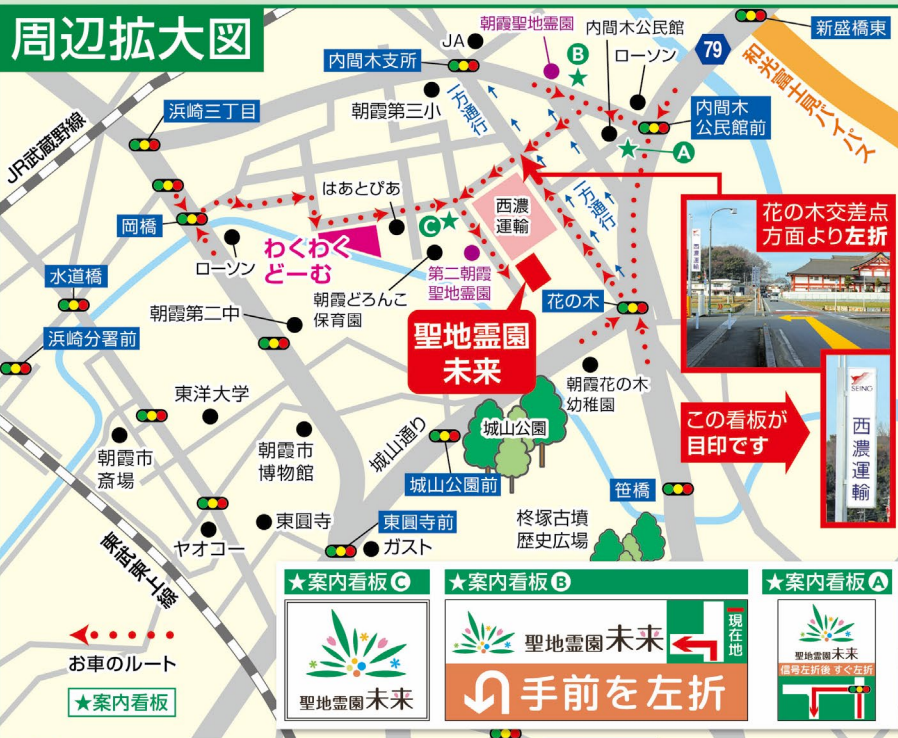 周辺拡大図
JA
朝霞聖地霊園
内間木公民館
新盛橋東
内間木支所
B
ローソン
79
和光富士見バイパス
浜崎三丁目
朝霞第三小
一方通行
内間木
公民館前
JR武蔵野線
A
はあとぴあ
西濃
運輸
一方通行
花の木交差点
方面より左折
岡橋
C
わくわく
どーむ
ローソン
第二朝霞
聖地霊園
水道橋
朝霞どろんこ
保育園
花の木
西濃運輸
朝霞第二中
聖地霊園
未来
浜崎分署前
朝霞花の木
幼稚園
SEINO
西濃運輸
東洋大学
この看板が
目印です
朝霞市
斎場
朝霞市
博物館
城山通り
城山公園
城山公園前
笹橋
東圓寺
東圓寺前
柊塚古墳
歴史広場
ヤオコー
ガスト
東武東上線
★案内看板C
★案内看板B
★案内看板A
聖地霊園未来
現在地
聖地霊園未来
信号左折後 すぐ左折
お車のルート
手前を左折
★案内看板
聖地霊園未来